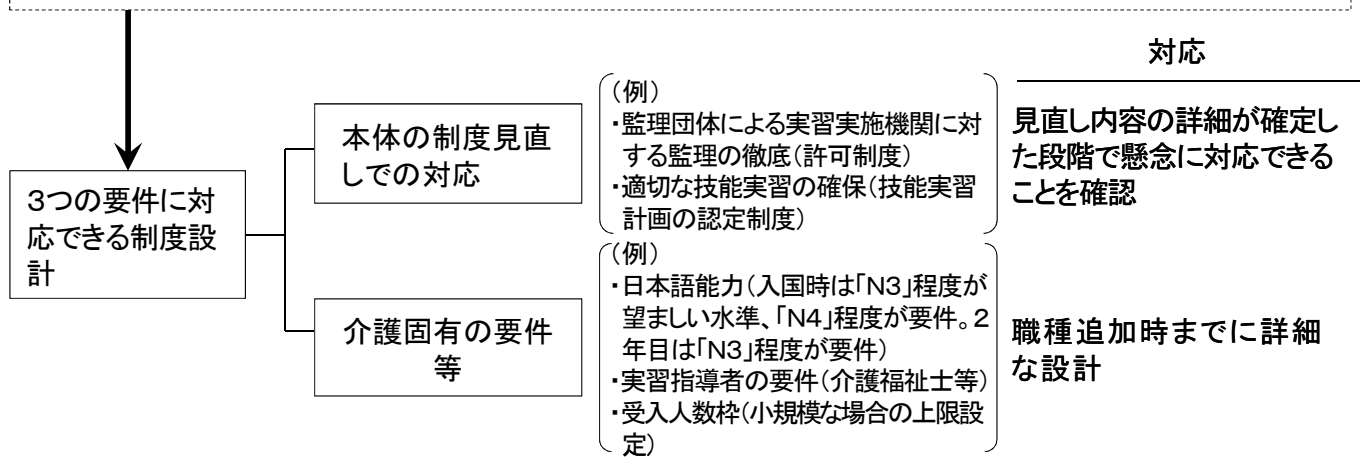 対応
3つの要件に対
応できる制度設
計
本体の制度見直
しでの対応
(例)
・監理団体による実習実施機関に対
する監理の徹底(許可制度)
・適切な技能実習の確保(技能実習
計画の認定制度)
見直し内容の詳細が確定し
た段階で懸念に対応できる
ことを確認
介護固有の要件
等
(例)
・日本語能力(入国時は「N3」程度が
望ましい水準、「N4」程度が要件。2
年目は「N3」程度が要件)
・実習指導者の要件(介護福祉士等)
・受入人数枠(小規模な場合の上限設
定)
職種追加時までに詳細
な設計